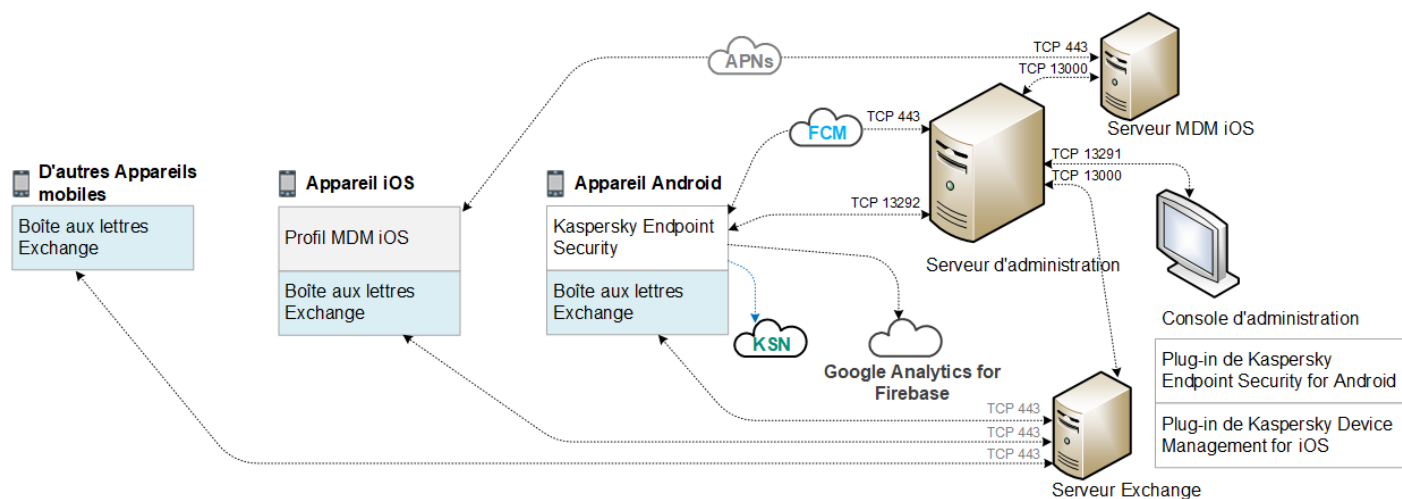 APNs
TCP 443
TCP 13000
Serveur MDM iOS
FCM
TCP 443
D'autres Appareils
mobiles
Boîte aux lettres
Exchange
Appareil iOS
Profil MDM iOS
Boîte aux lettres
Exchange
Appareil Android
Kaspersky Endpoint
Security
Boîte aux lettres
Exchange
TCP 13292
TCP 13291
TCP 13000
Serveur d'administration
KSN
Google Analytics for
Firebase
Console d'administration
Plug-in de Kaspersky
Endpoint Security for Android
Plug-in de Kaspersky Device
Management for iOS
TCP 443
TCP 443
TCP 443
Serveur Exchange